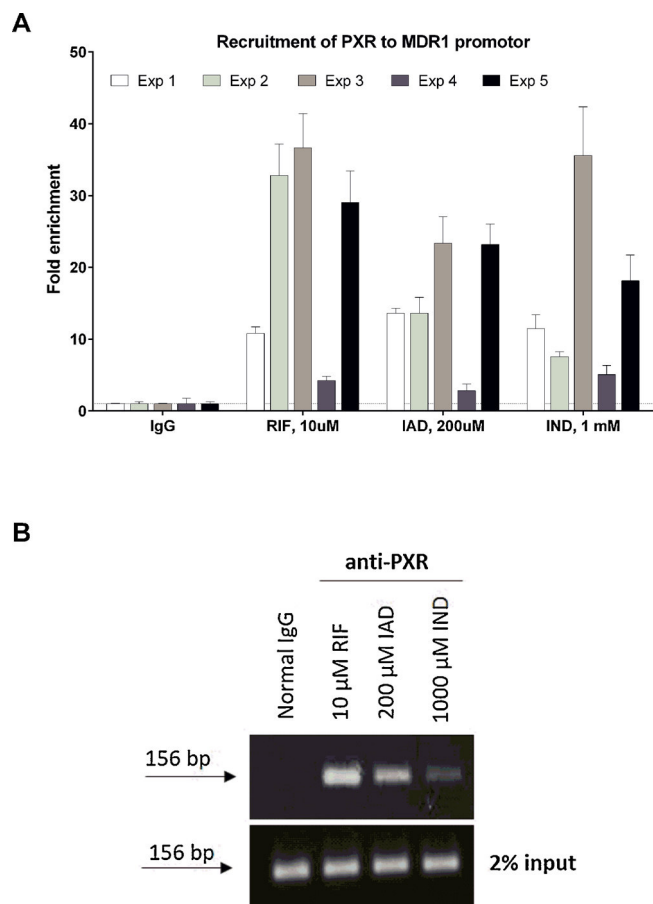 A
Recruitment of PXR to MDR1 promotor
50
40
30
20
10
0
Fold enrichment
Exp 1 Exp 2 Exp 3 Exp 4 Exp 5
IgG RIF, 10uM IAD, 200uM IND, 1 mM
B
anti-PXR
Normal IgG
10 µM RIF
200 µM IAD
1000 µM IND
156 bp
156 bp
2% input